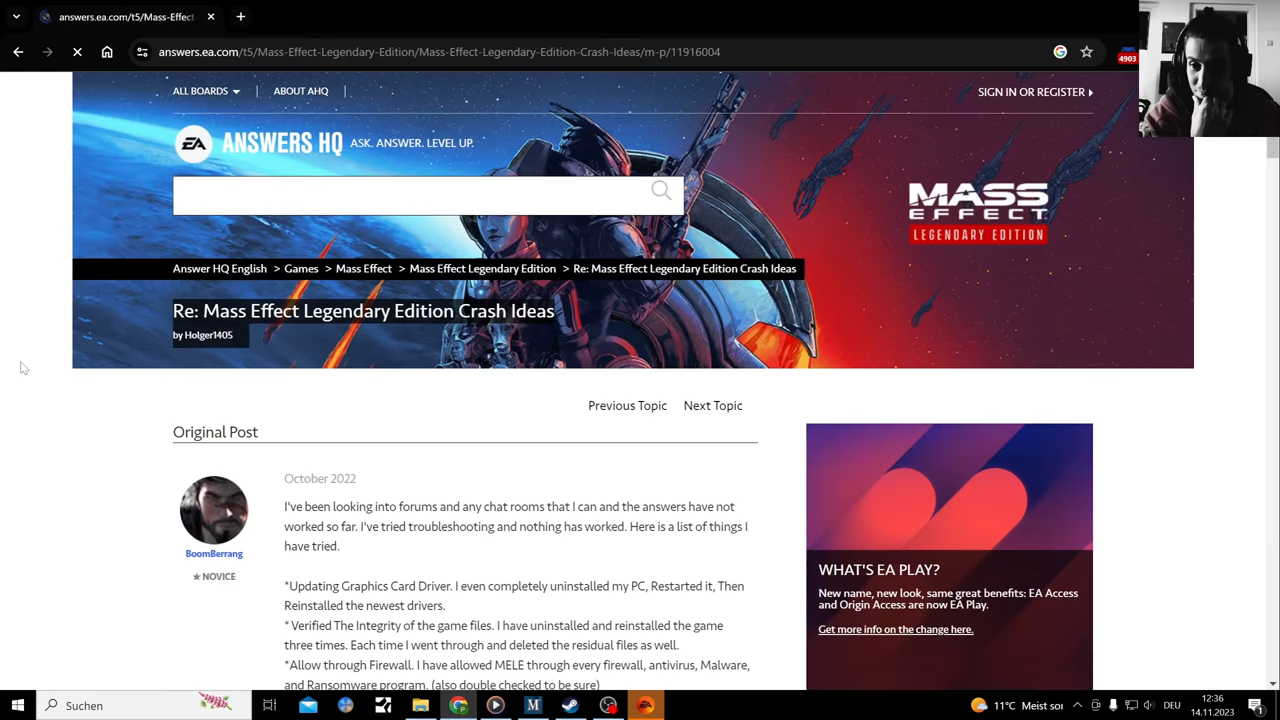 answers.ea.com/t5/Mass-Effect-
answers.ea.com/t5/Mass-Effect-Legendary-Edition/Mass-Effect-Legendary-Edition-Crash-Ideas/m-p/11916004
4903
ALL BOARDS
ABOUT AHQ
SIGN IN OR REGISTER
EA ANSWERS HQ ASK. ANSWER. LEVEL UP.
MASS
EFFECT
LEGENDARY EDITION
Answer HQ English > Games > Mass Effect > Mass Effect Legendary Edition > Re: Mass Effect Legendary Edition Crash Ideas
Re: Mass Effect Legendary Edition Crash Ideas
by Holger1405
Previous Topic Next Topic
Original Post
October 2022
BoomBerrang
★ NOVICE
I've been looking into forums and any chat rooms that I can and the answers have not
worked so far. I've tried troubleshooting and nothing has worked. Here is a list of things I
have tried.
*Updating Graphics Card Driver. I even completely uninstalled my PC, Restarted it, Then
Reinstalled the newest drivers.
* Verified The Integrity of the game files. I have uninstalled and reinstalled the game
three times. Each time I went through and deleted the residual files as well.
*Allow through Firewall. I have allowed MELE through every firewall, antivirus, Malware,
and Ransomware program. (also double checked to be sure)
WHAT'S EA PLAY?
New name, new look, same great benefits: EA Access
and Origin Access are now EA Play.
Get more info on the change here.
Suchen
M
EA
11°C Meist sor
DEU
12:36
14.11.2023
1